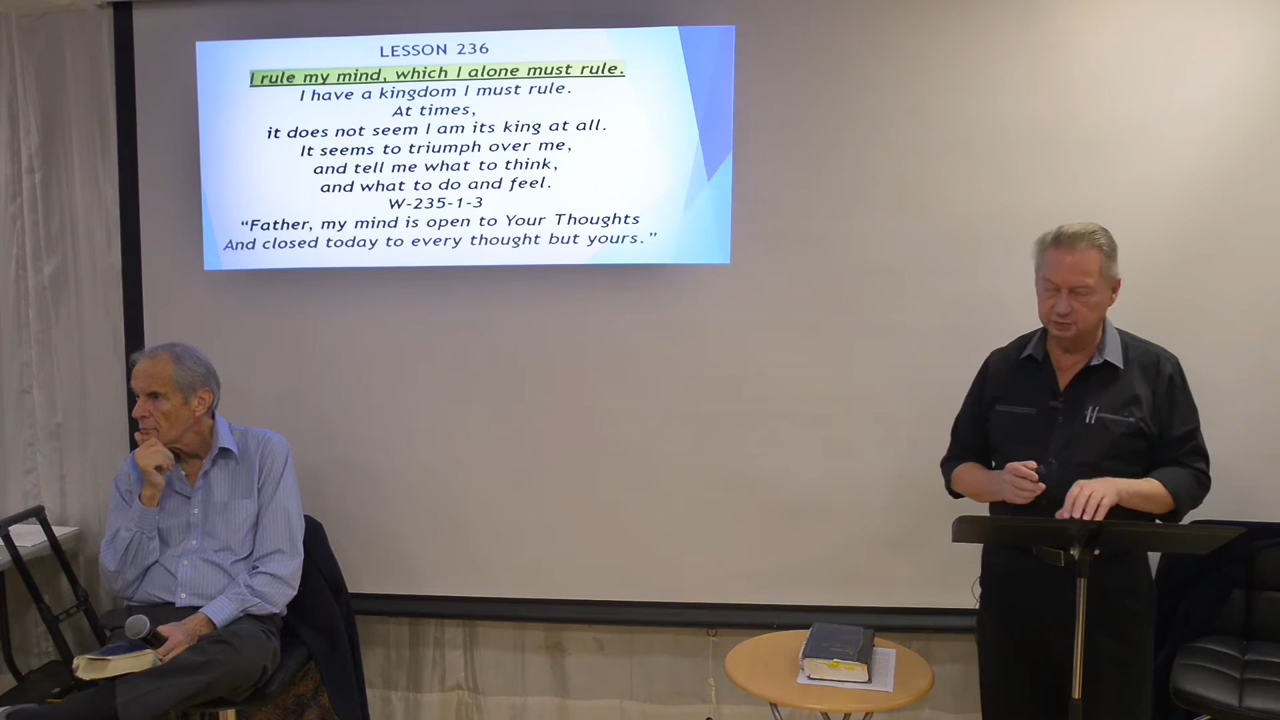 LESSON 236
I rule my mind, which I alone must rule.
I have a kingdom I must rule.
At times,
it does not seem I am its king at all.
It seems to triumph over me,
and tell me what to think,
and what to do and feel.
W-235-1-3
“Father, my mind is open to Your Thoughts
And closed today to every thought but yours.”